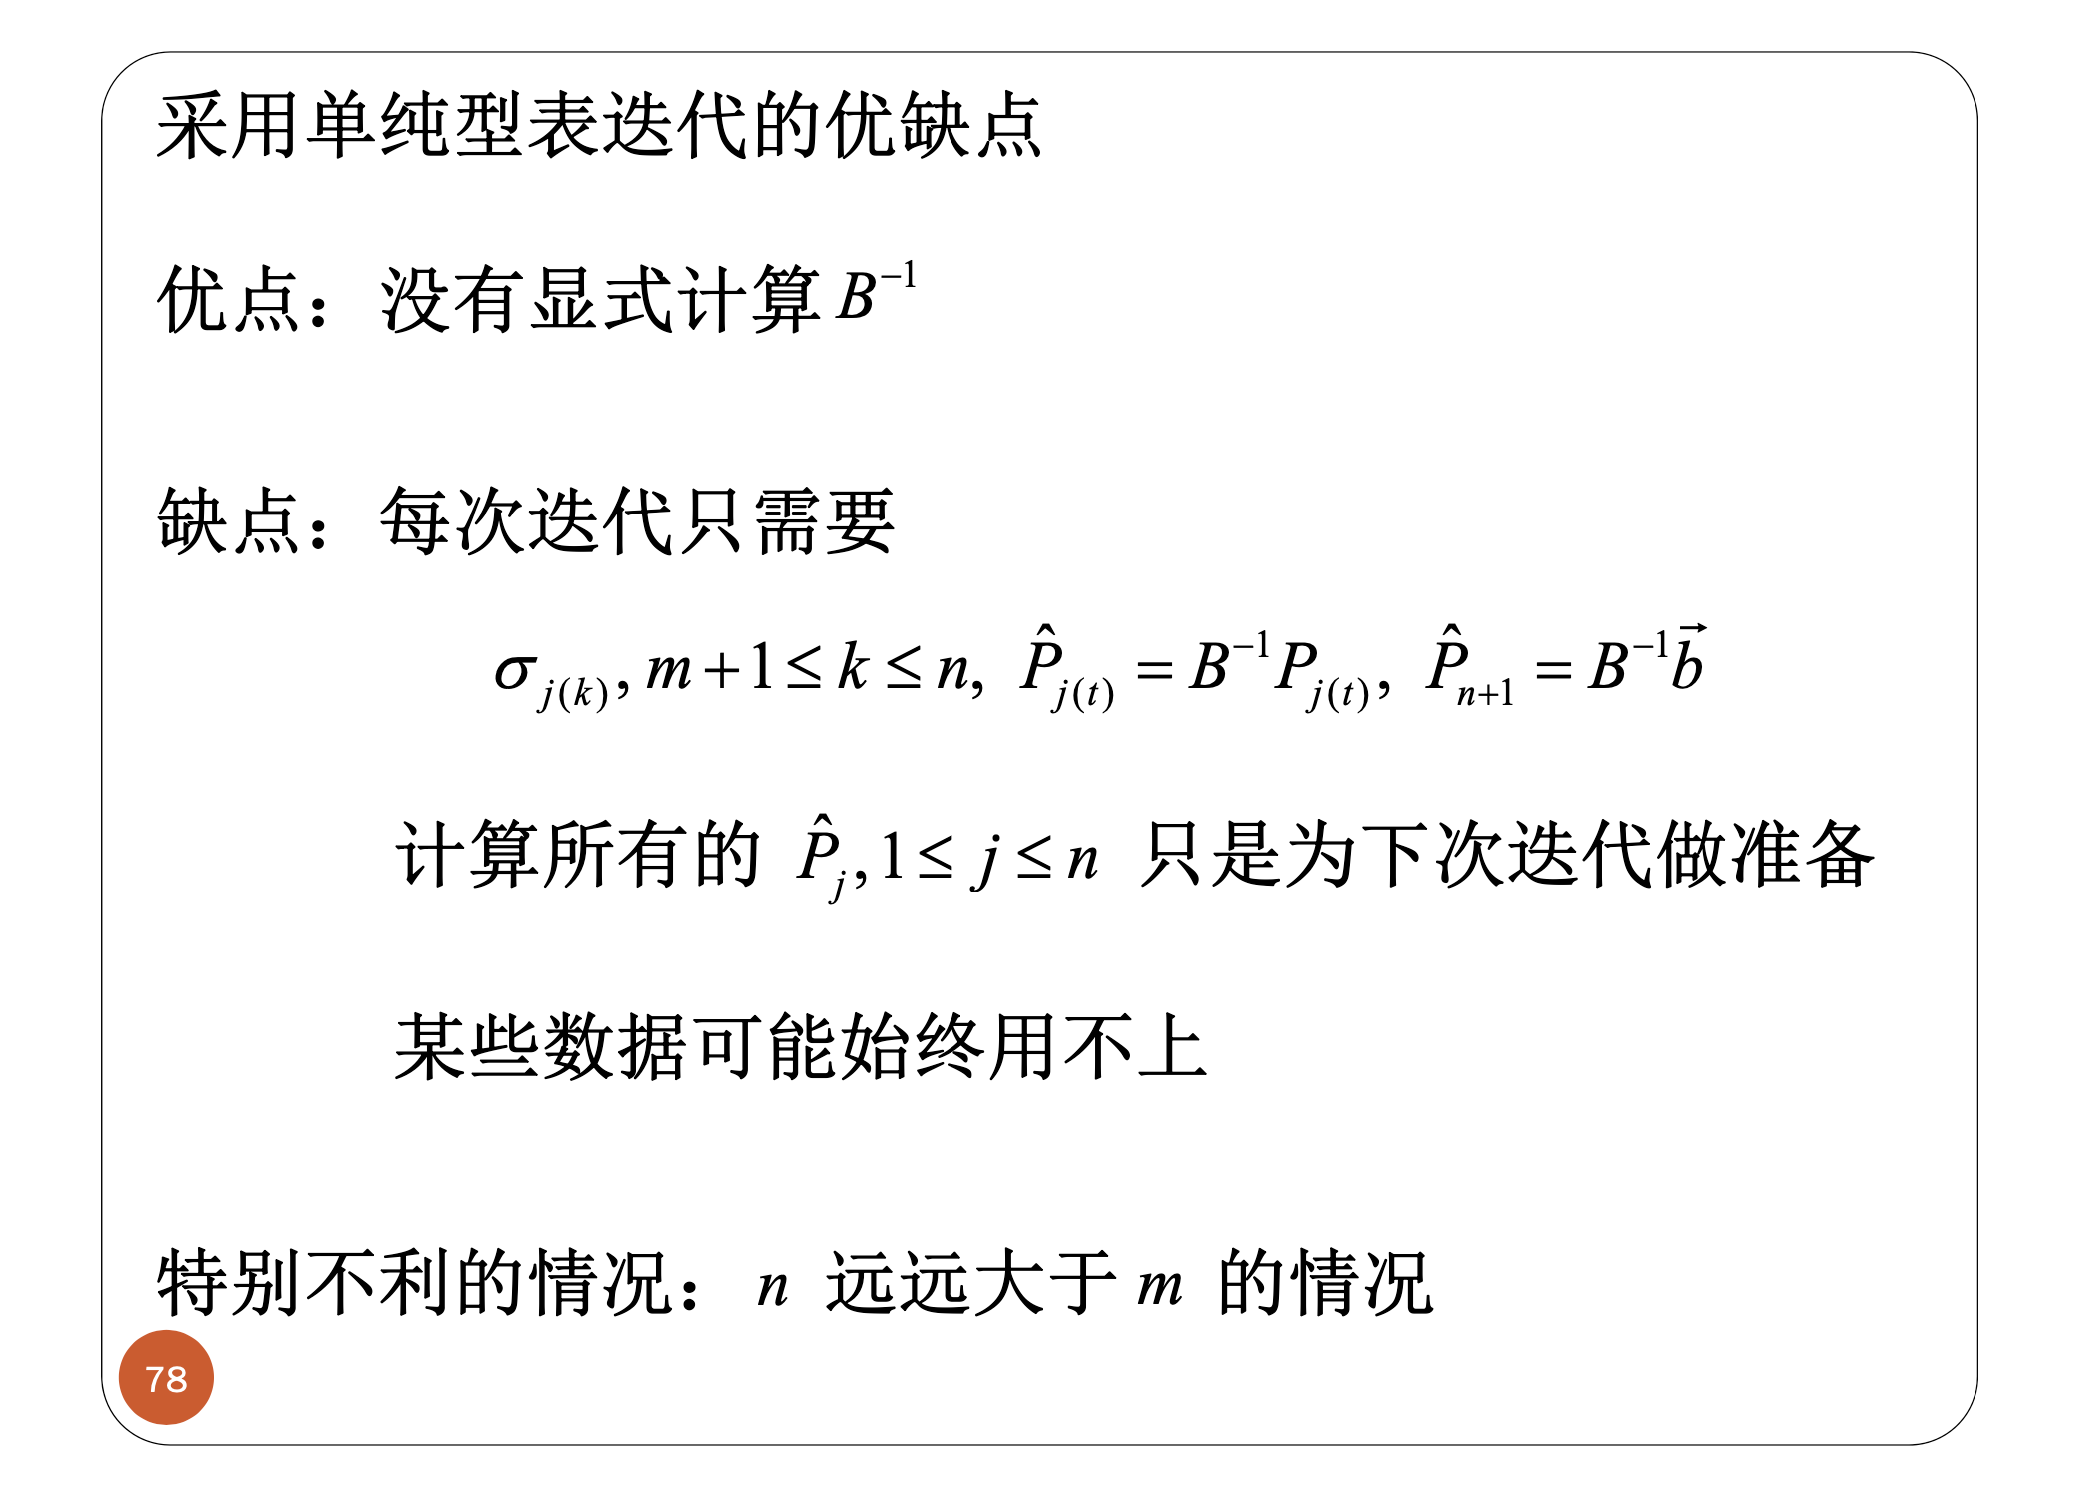 采用单纯型表迭代的优缺点
优点：没有显式计算 $B^{-1}$
缺点：每次迭代只需要
$\sigma_{j(k)}, m+1 \leq k \leq n, \ \hat{P}_{j(t)} = B^{-1} P_{j(t)}, \ \hat{P}_{n+1} = B^{-1} \vec{b}$
计算所有的 $\hat{P}_j, 1 \leq j \leq n$ 只是为下次迭代做准备
某些数据可能始终用不上
特别不利的情况： $n$ 远远大于 $m$ 的情况
78